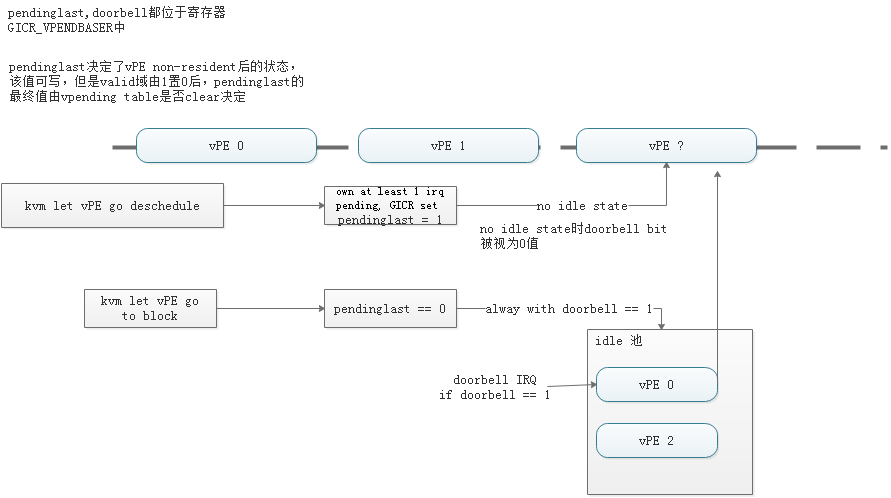 pendinglast,doorbell都位于寄存器
GICR_VPENDBASER中
pendinglast决定了vPE non-resident后的状态,
该值可写, 但是valid域由1置0后, pendinglast的
最终值由vpending table是否clear决定
vPE 0
vPE 1
vPE ?
kvm let vPE go deschedule
own at least 1 irq
pending, GICR set
pendinglast = 1
no idle state
no idle state时doorbell bit
被视为0值
kvm let vPE go
to block
pendinglast == 0
alway with doorbell == 1
idle 池
doorbell IRQ
if doorbell == 1
vPE 0
vPE 2